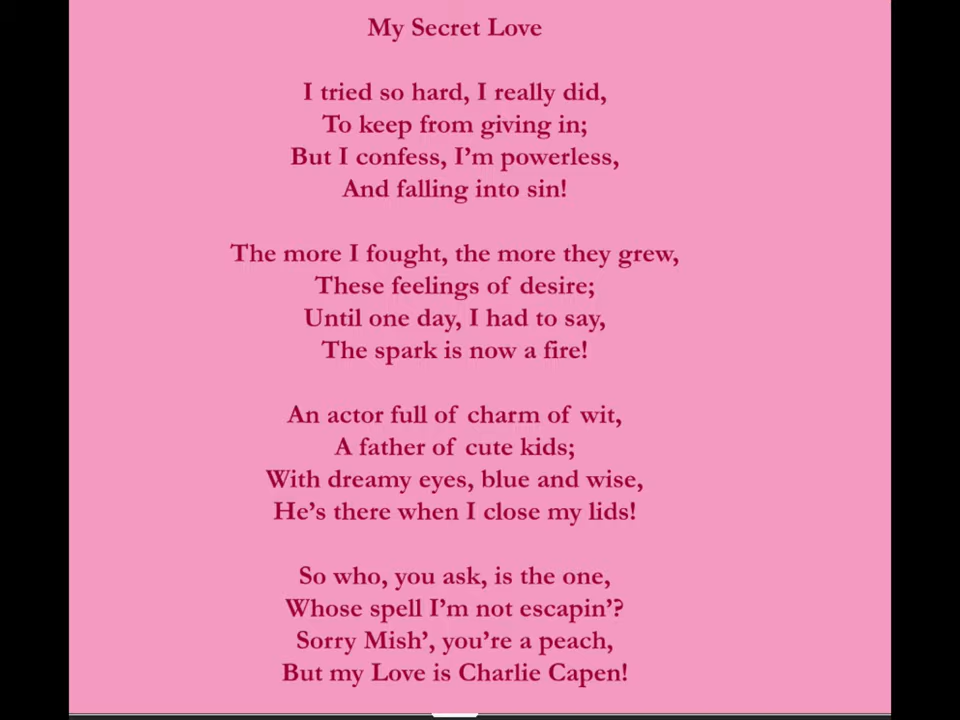 My Secret Love
I tried so hard, I really did,
To keep from giving in;
But I confess, I’m powerless,
And falling into sin!
The more I fought, the more they grew,
These feelings of desire;
Until one day, I had to say,
The spark is now a fire!
An actor full of charm of wit,
A father of cute kids;
With dreamy eyes, blue and wise,
He’s there when I close my lids!
So who, you ask, is the one,
Whose spell I’m not escapin’?
Sorry Mish’, you’re a peach,
But my Love is Charlie Capen!